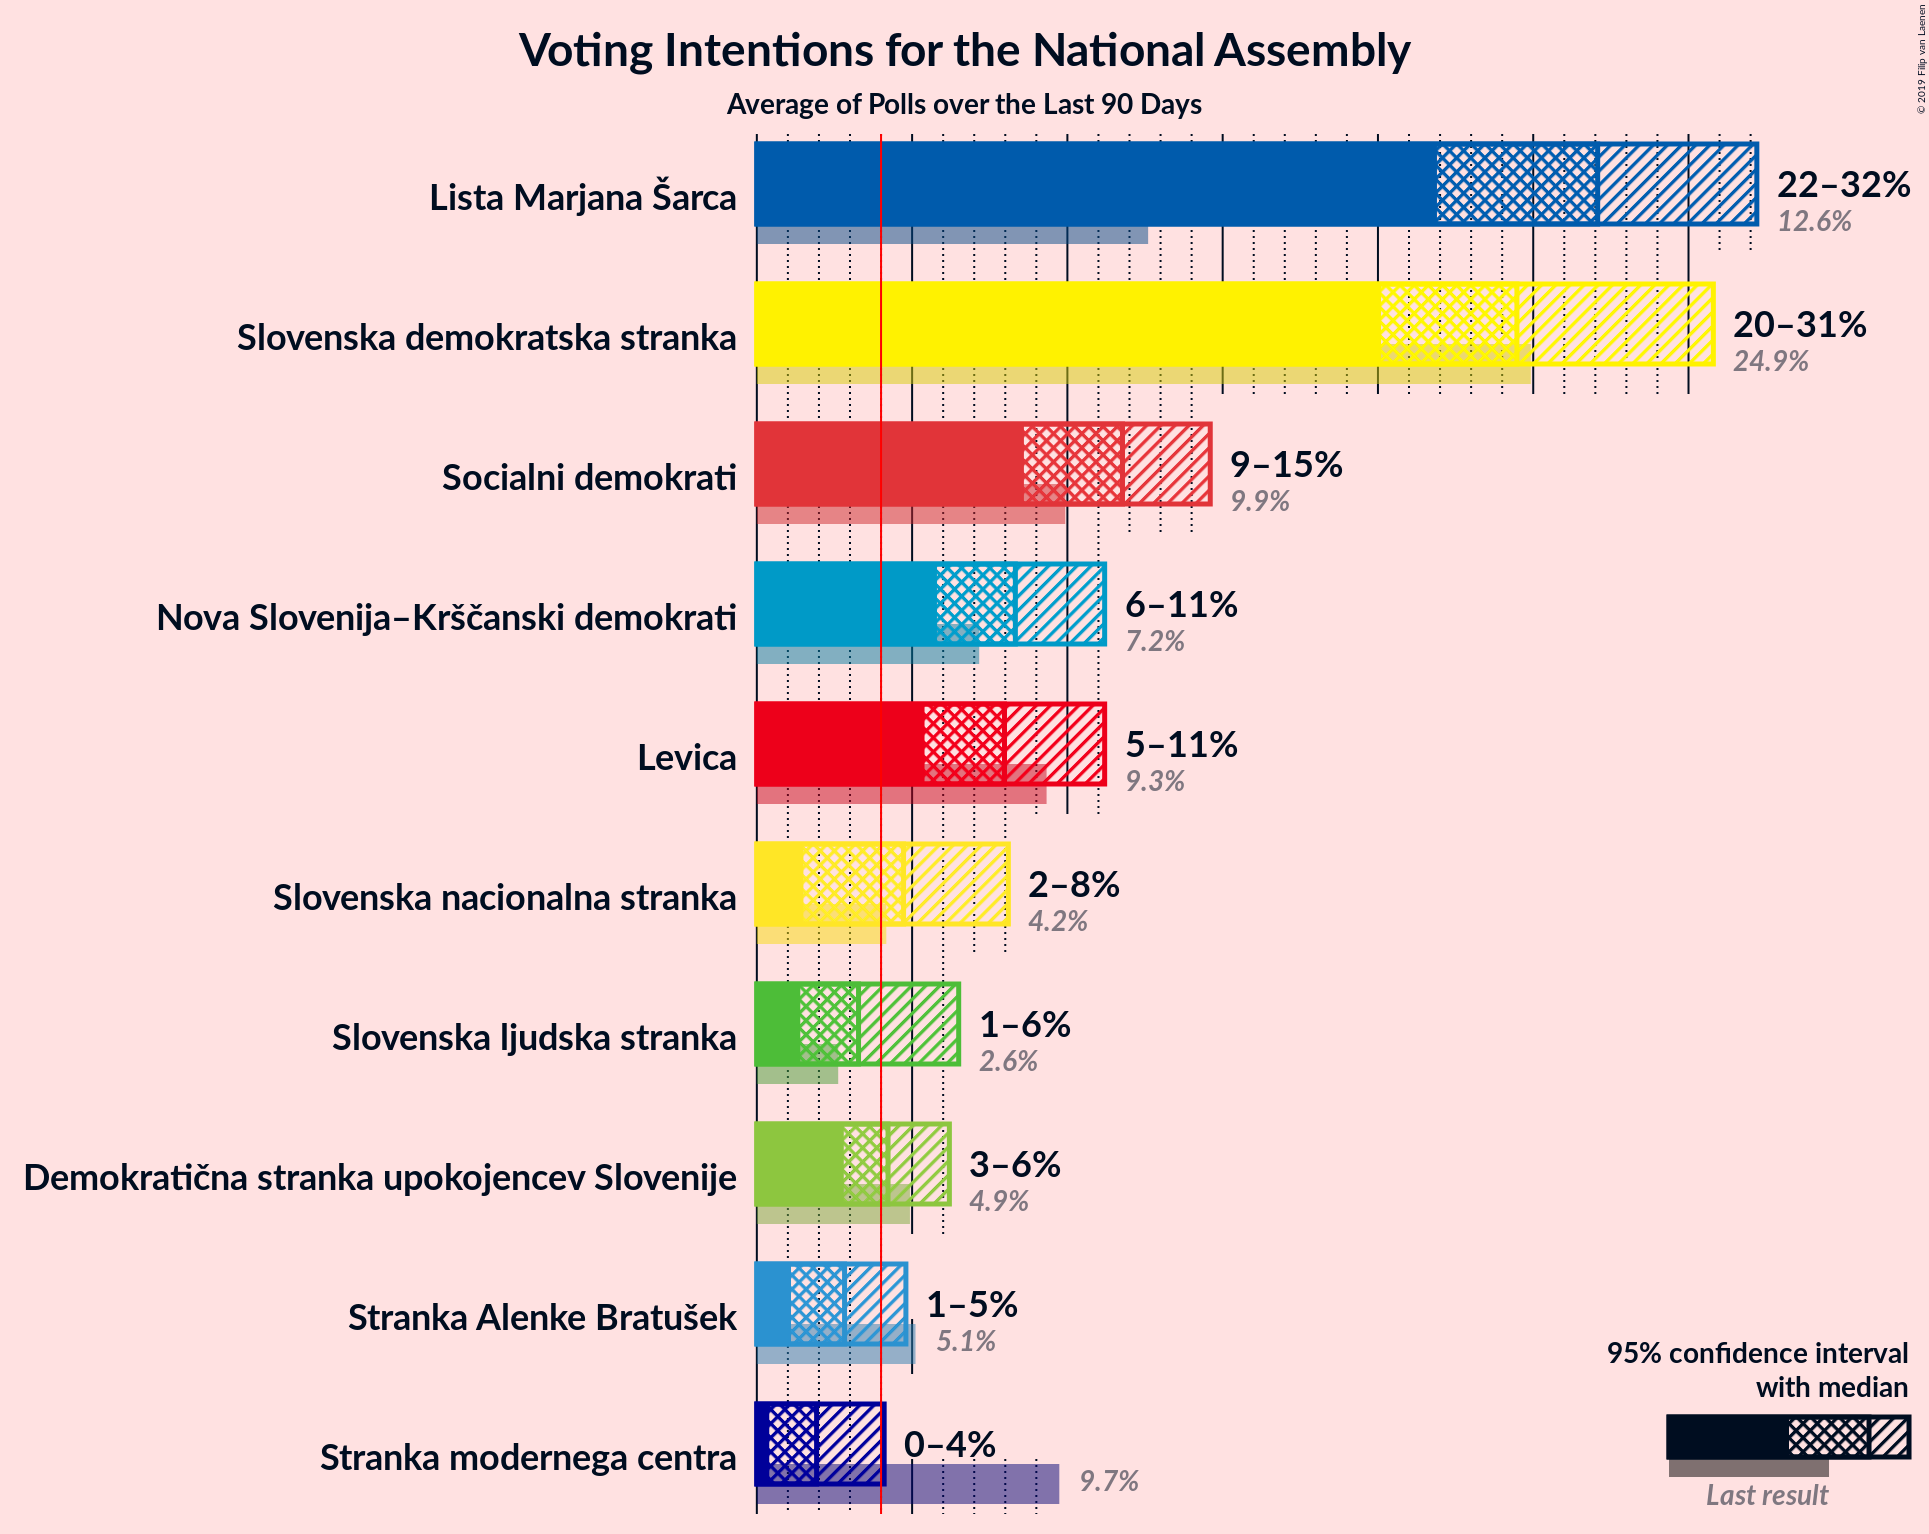 Voting Intentions for the National Assembly
Average of Polls over the Last 90 Days
© 2019 Filip van Laenen
Lista Marjana Šarca
22–32%
12.6%
Slovenska demokratska stranka
20–31%
24.9%
Socialni demokrati
9–15%
9.9%
Nova Slovenija–Krščanski demokrati
6–11%
7.2%
Levica
5–11%
9.3%
Slovenska nacionalna stranka
2–8%
4.2%
Slovenska ljudska stranka
1–6%
2.6%
Demokratična stranka upokojencev Slovenije
3–6%
4.9%
Stranka Alenke Bratušek
1–5%
5.1%
Stranka modernega centra
0–4%
9.7%
95% confidence interval
with median
Last result